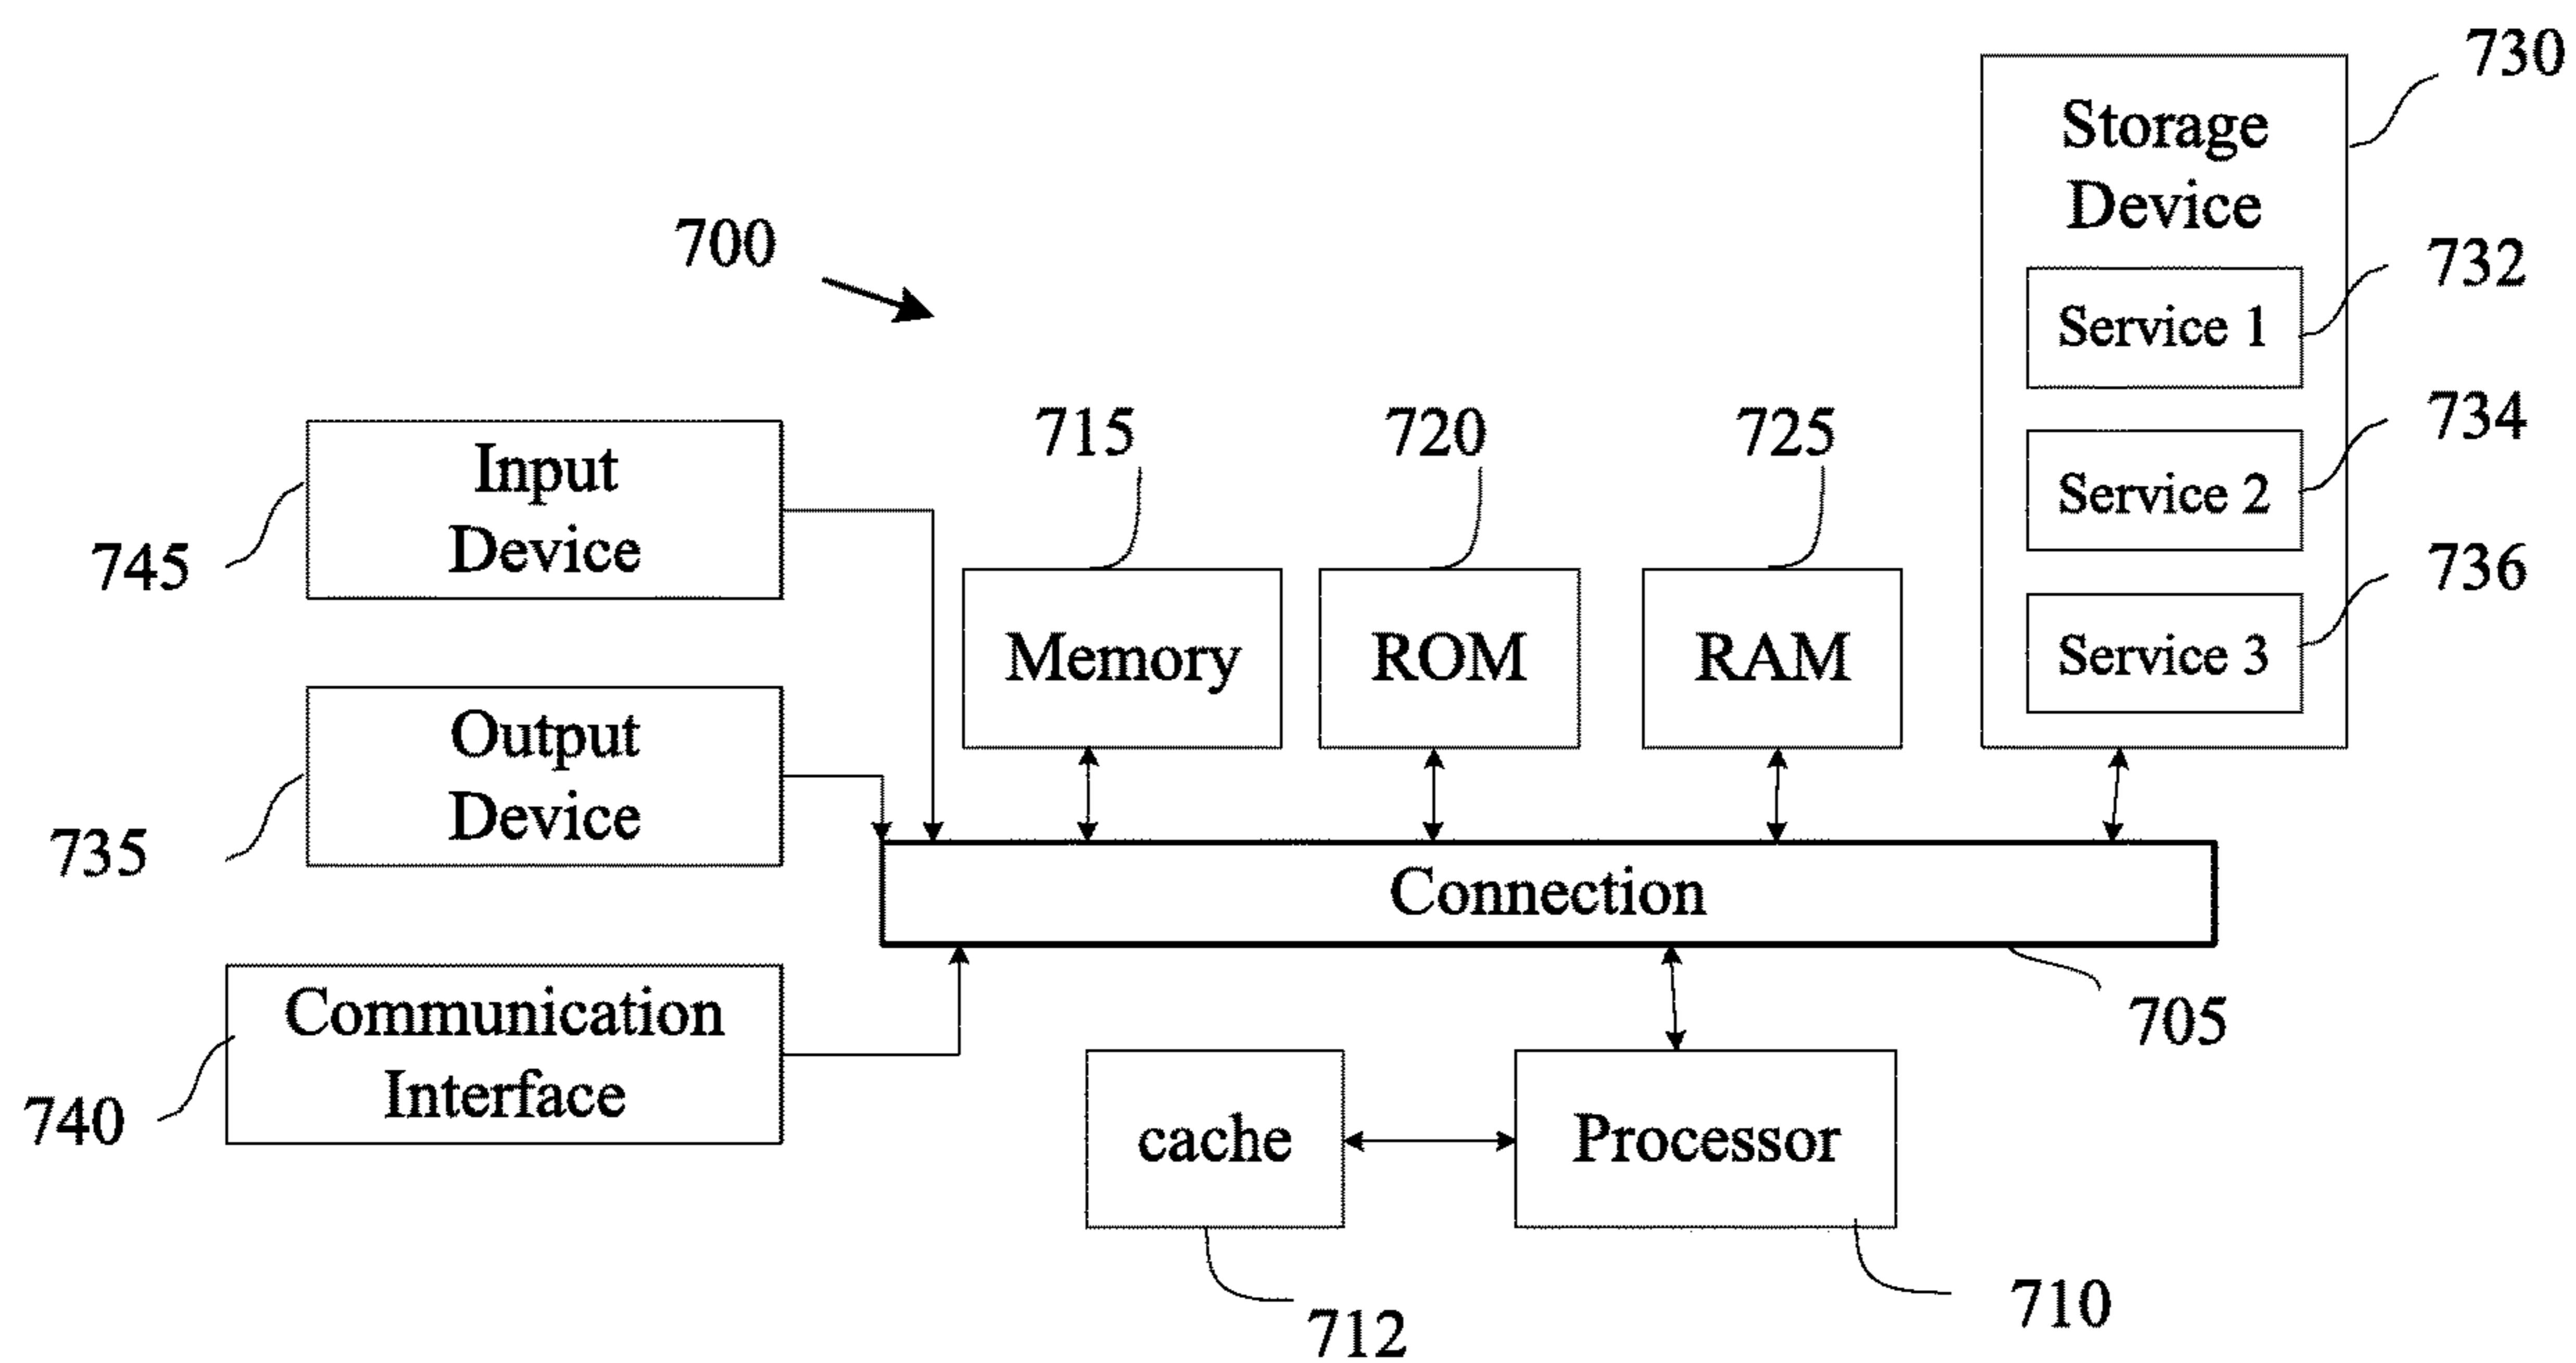 730
Storage
Device
700
732
Service 1
715
720
725
734
Input
Device
Service 2
745
736
Memory
ROM
RAM
Service 3
Output
Device
735
Connection
Communication
Interface
705
740
cache
Processor
712
710